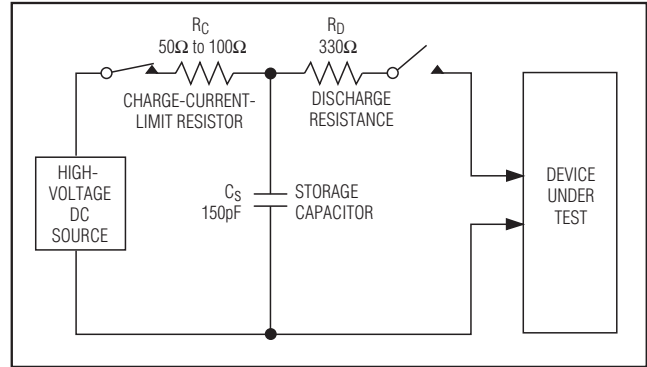 R_C
50Ω to 100Ω
CHARGE-CURRENT-
LIMIT RESISTOR
R_D
330Ω
DISCHARGE
RESISTANCE
HIGH-
VOLTAGE
DC
SOURCE
C_S
150pF
STORAGE
CAPACITOR
DEVICE
UNDER
TEST